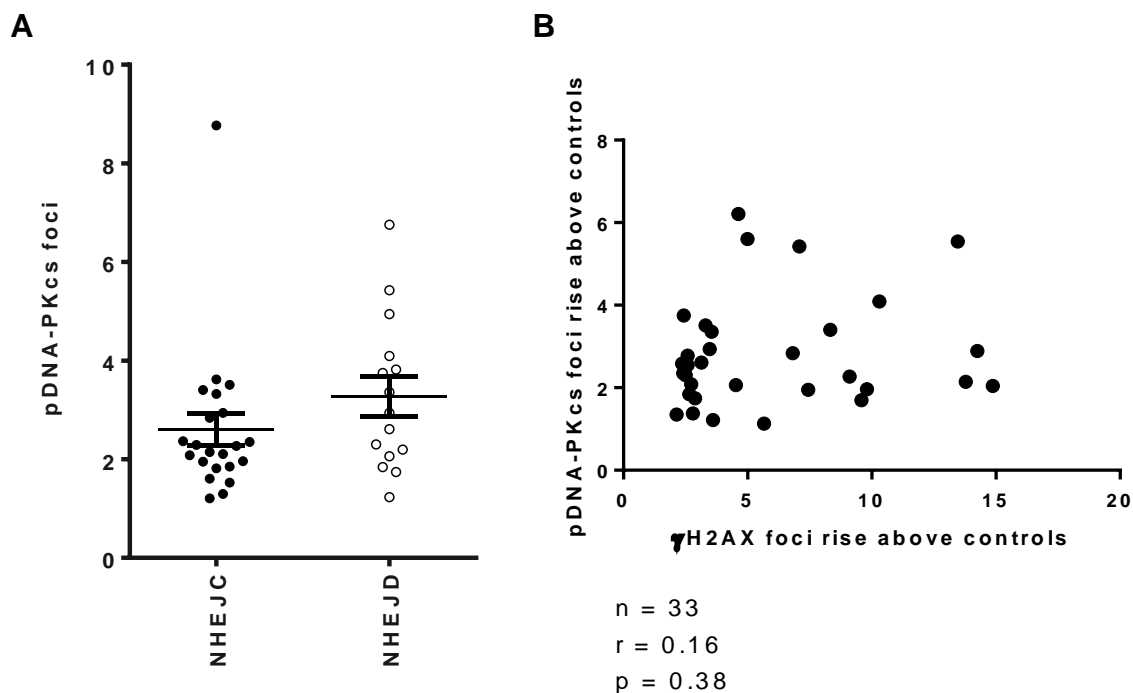 A
pDNA-PKcs foci
10
8
6
4
2
0
NHEJC
NHEJD
B
pDNA-PKcs foci rise above controls
8
6
4
2
0
0 5 10 15 20
γH2AX foci rise above controls
n = 33
r = 0.16
p = 0.38